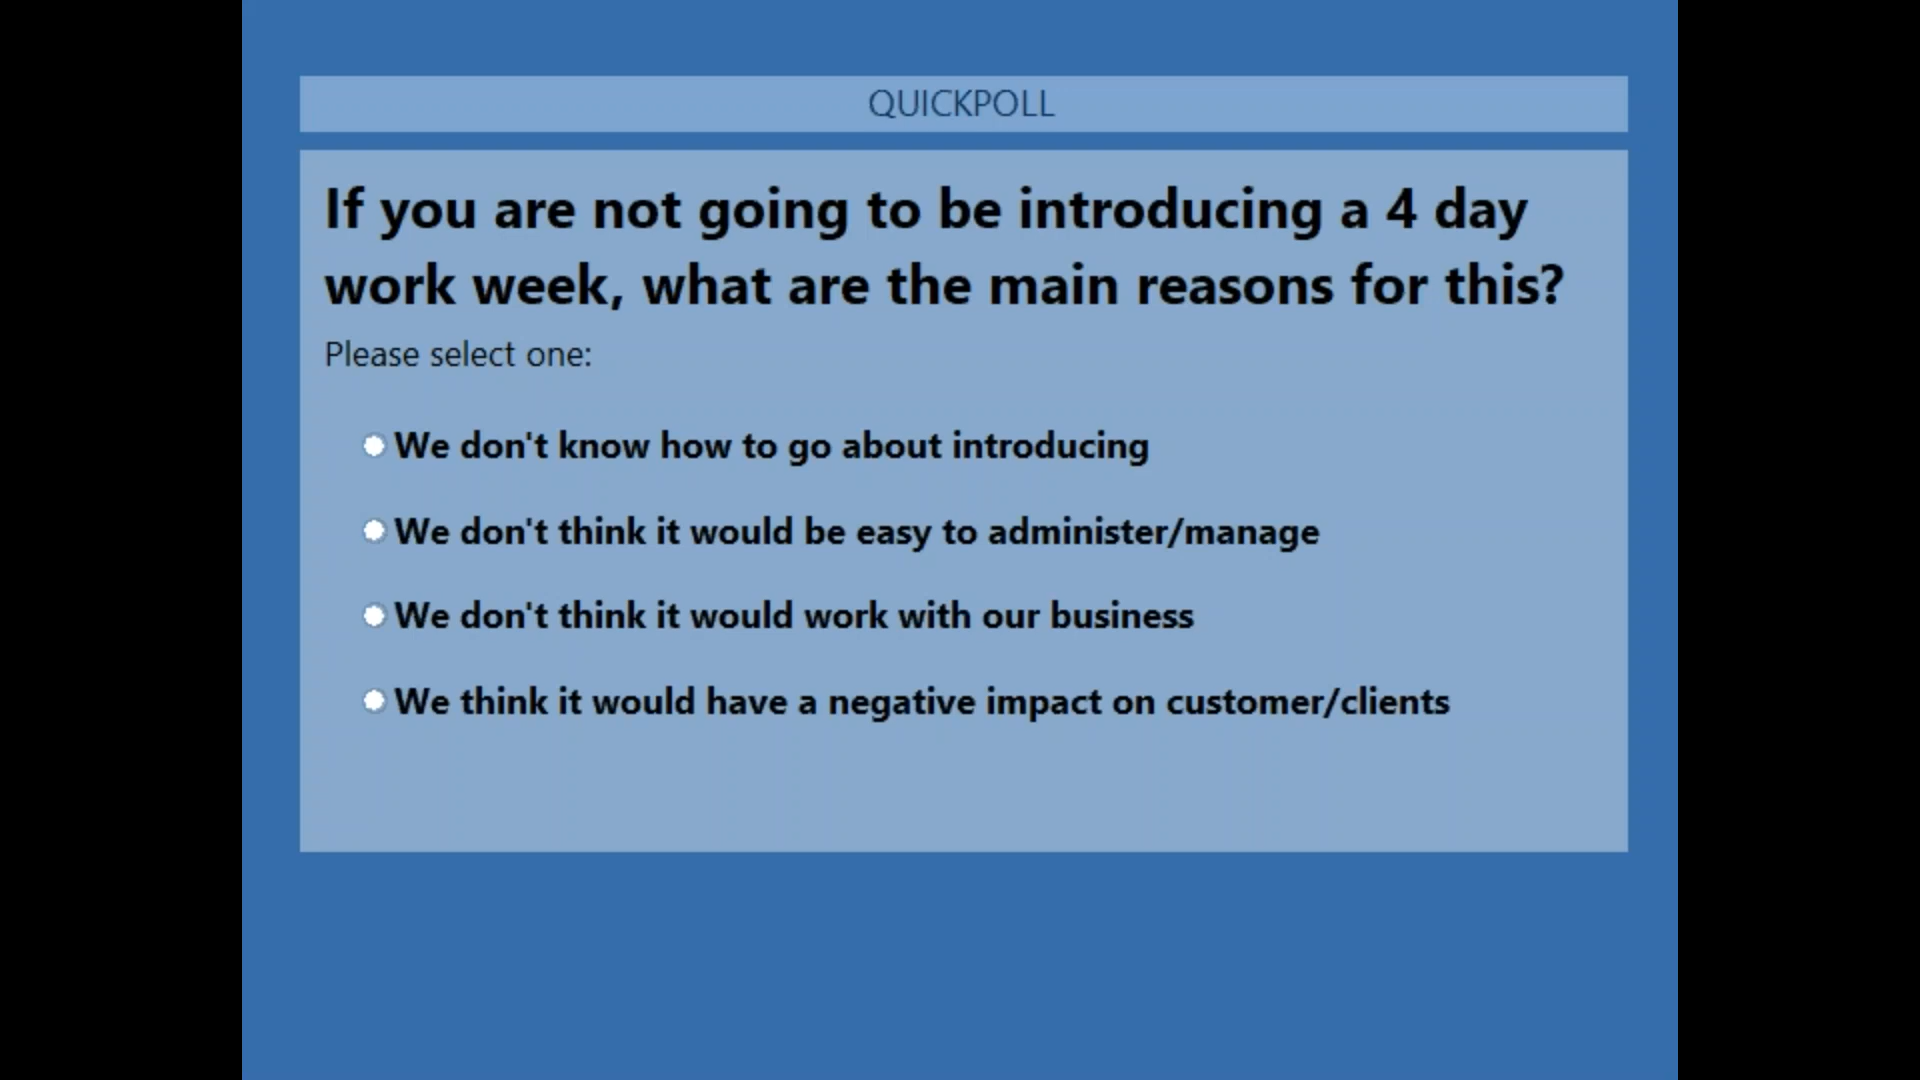 QUICKPOLL
If you are not going to be introducing a 4 day
work week, what are the main reasons for this?
Please select one:
We don't know how to go about introducing
We don't think it would be easy to administer/manage
We don't think it would work with our business
We think it would have a negative impact on customer/clients